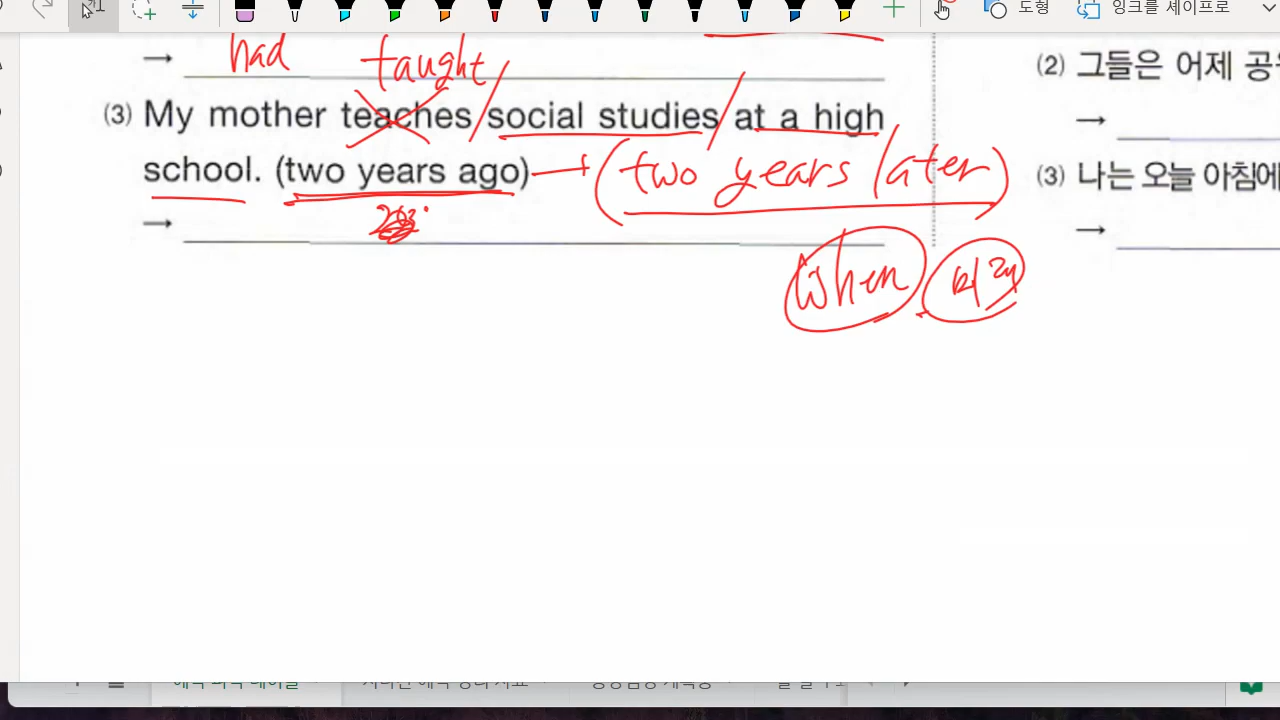 도형
잉크를 셰이프로
had
taught
→
(3) My mother teaches / social studies / at a high
school. (two years ago) → (two years later)
→
When
(2) 그들은 어제 공
→
(3) 나는 오늘 아침에
→